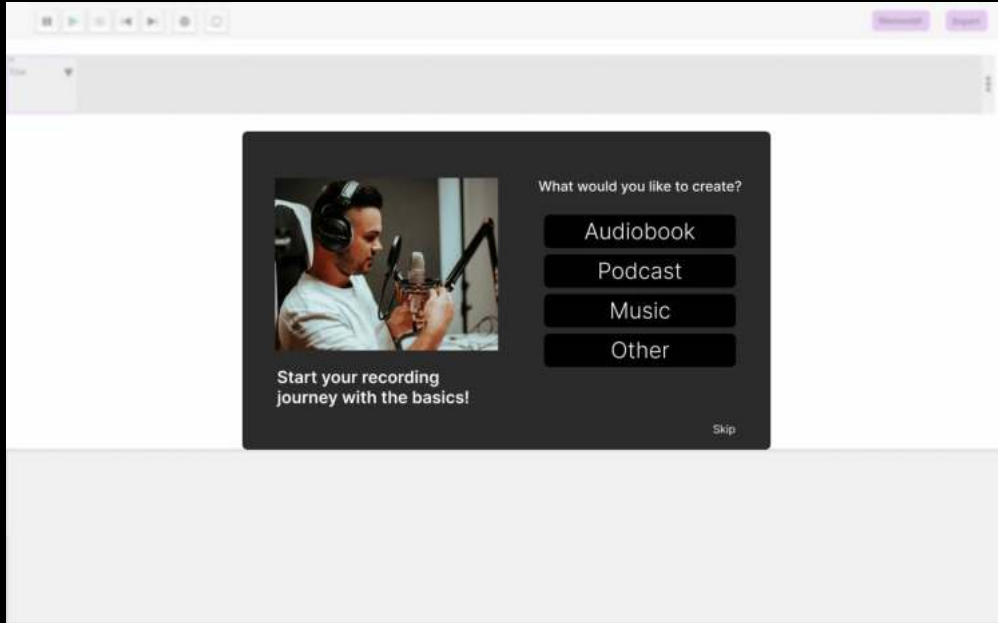 What would you like to create?
Audiobook
Podcast
Music
Other
Start your recording
journey with the basics!
Skip